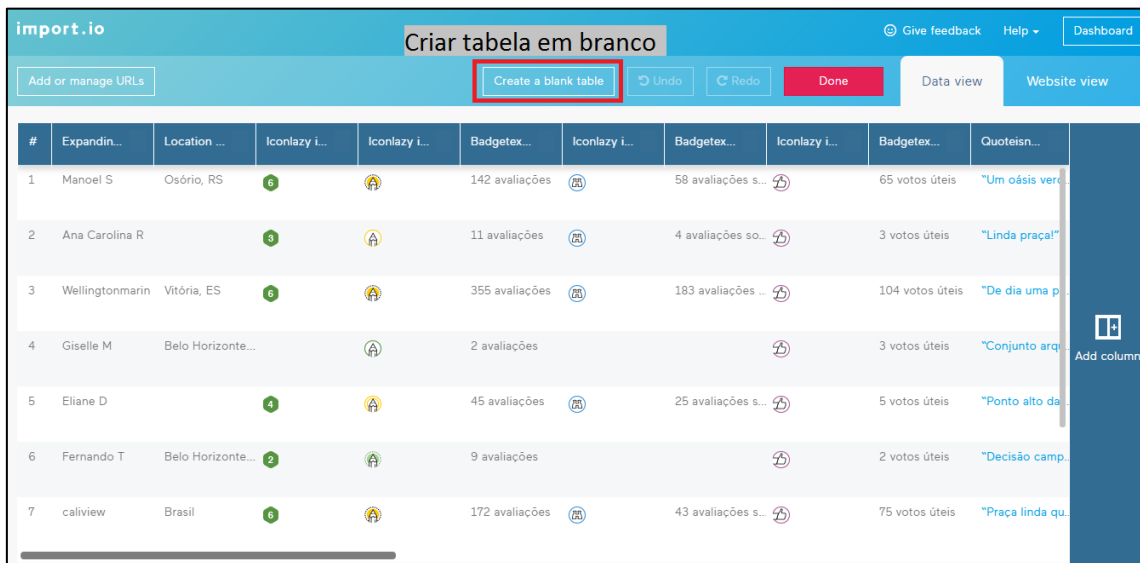 import.io
Criar tabela em branco
Give feedback Help Dashboard
Add or manage URLs Create a blank table Undo Redo Done Data view Website view
# Expandin... Location ... Iconlazy i... Iconlazy i... Badgetex... Iconlazy i... Badgetex... Iconlazy i... Badgetex... Quoteisn...
1 Manoel S Osório, RS 6 142 avaliações 58 avaliações s... 65 votos úteis "Um oásis verd...
2 Ana Carolina R 3 11 avaliações 4 avaliações so... 3 votos úteis "Linda praça!"
3 Wellingtonmarin Vitória, ES 6 355 avaliações 183 avaliações ... 104 votos úteis "De dia uma p...
4 Giselle M Belo Horizonte... 2 avaliações 3 votos úteis "Conjunto arqu...
Add column
5 Eliane D 4 45 avaliações 25 avaliações s... 5 votos úteis "Ponto alto da...
6 Fernando T Belo Horizonte... 2 9 avaliações 2 votos úteis "Decisão camp...
7 caliview Brasil 6 172 avaliações 43 avaliações s... 75 votos úteis "Praça linda qu...